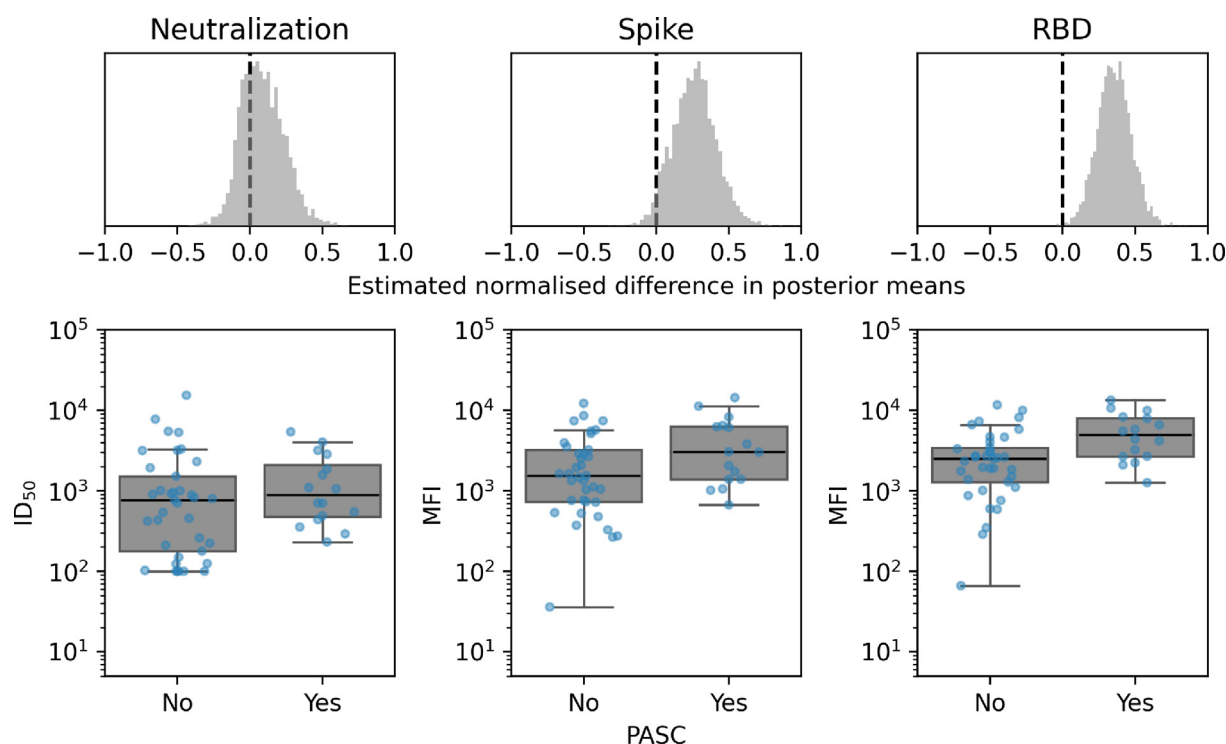 Neutralization Spike RBD
−1.0 −0.5 0.0 0.5 1.0 −1.0 −0.5 0.0 0.5 1.0 −1.0 −0.5 0.0 0.5 1.0
Estimated normalised difference in posterior means
ID₅₀
10⁵
10⁴
10³
10²
10¹
No Yes
MFI
10⁵
10⁴
10³
10²
10¹
No Yes
MFI
10⁵
10⁴
10³
10²
10¹
No Yes
PASC